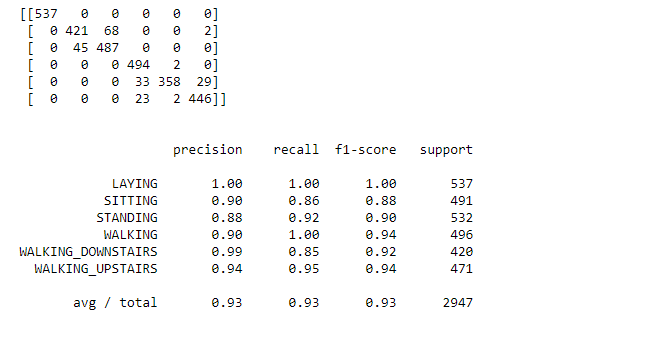 [[537   0   0   0   0   0]
 [  0 421  68   0   0   2]
 [  0  45 487   0   0   0]
 [  0   0   0 494   2   0]
 [  0   0   0  33 358  29]
 [  0   0   0  23   2 446]]
precision recall f1-score support
LAYING 1.00 1.00 1.00 537
SITTING 0.90 0.86 0.88 491
STANDING 0.88 0.92 0.90 532
WALKING 0.90 1.00 0.94 496
WALKING_DOWNSTAIRS 0.99 0.85 0.92 420
WALKING_UPSTAIRS 0.94 0.95 0.94 471
avg / total 0.93 0.93 0.93 2947